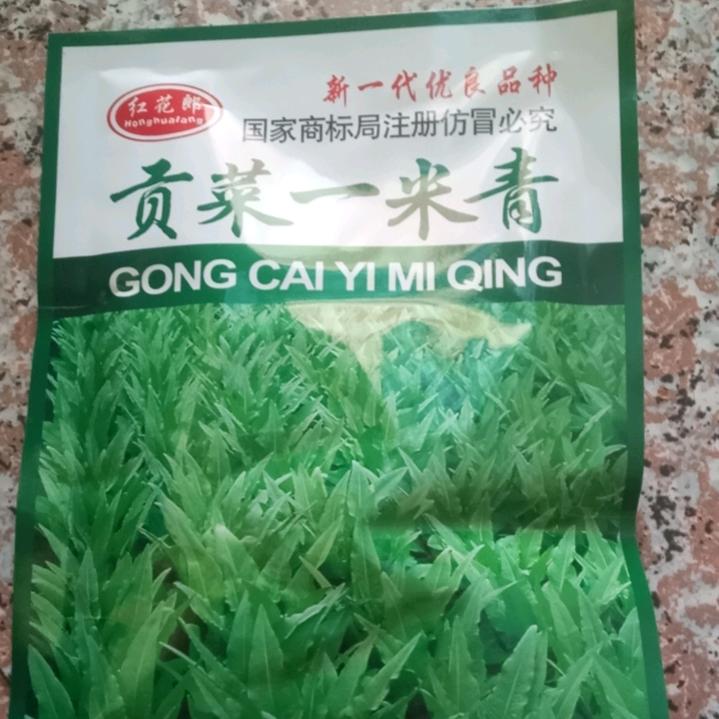 新一代优良品种
红花郎
Honghualang
国家商标局注册仿冒必究
贡菜一米青
GONG CAI YI MI QING